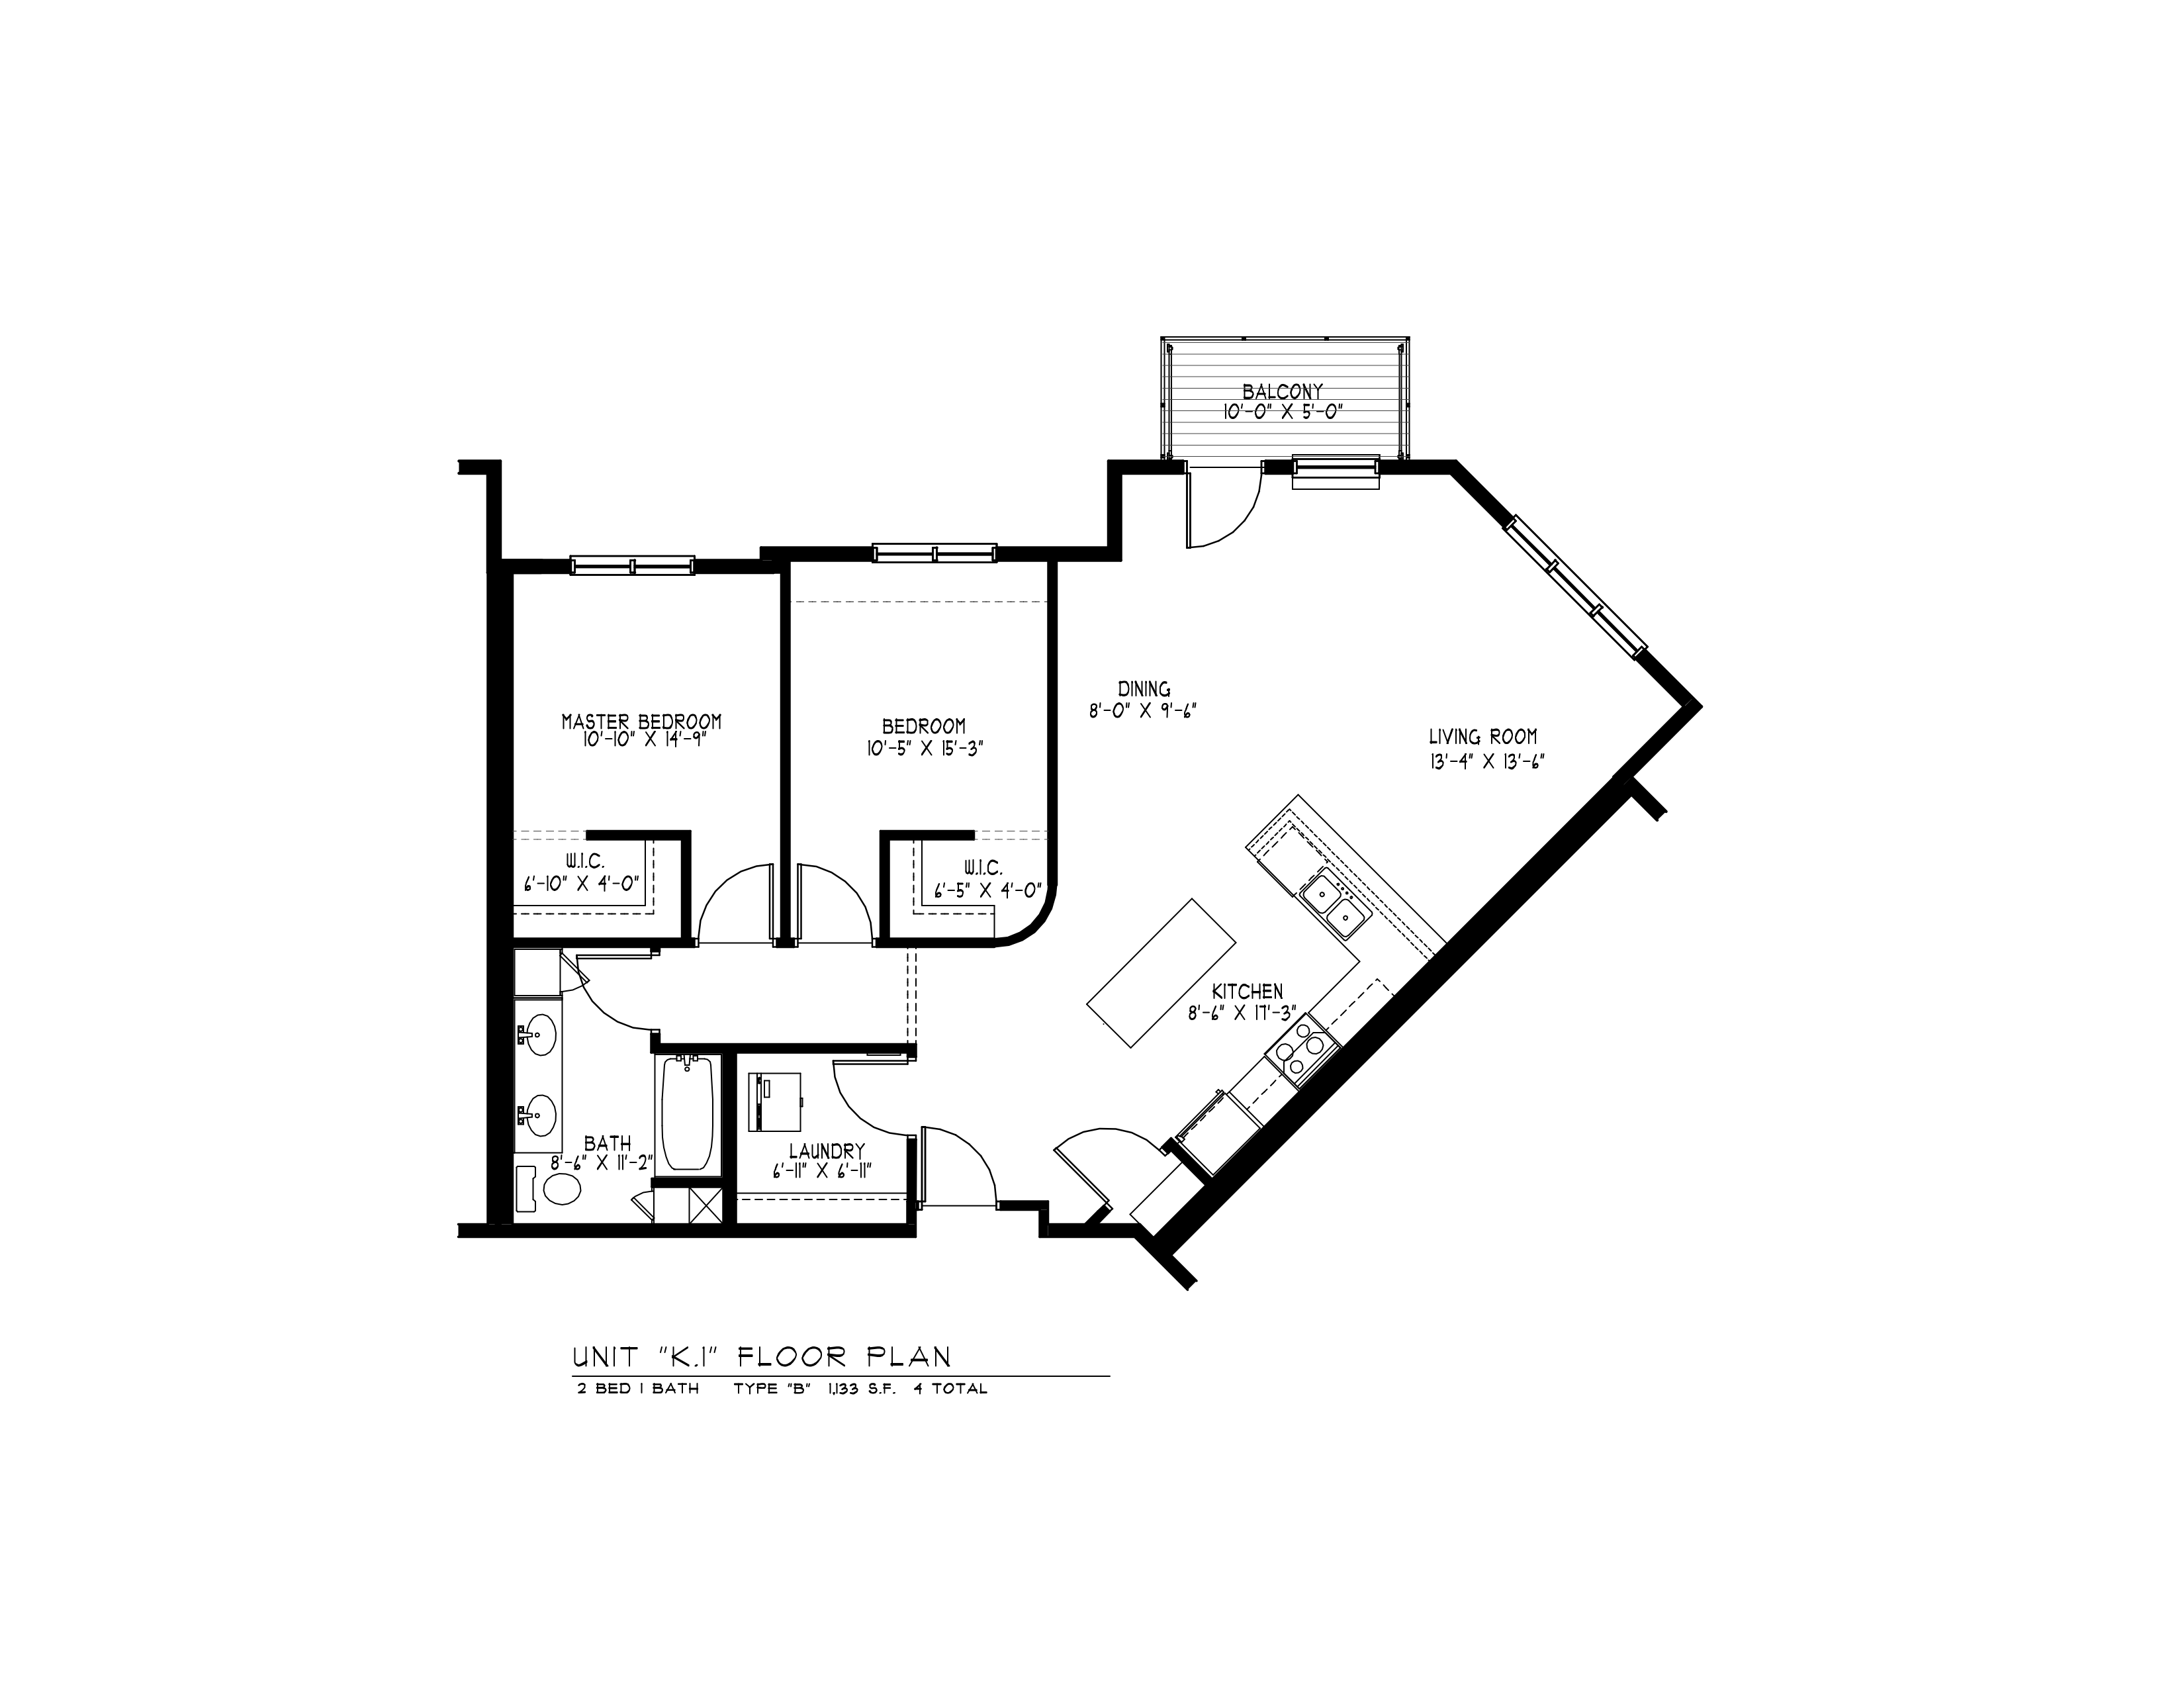 BALCONY
10'-0" X 5'-0"
DINING
8'-0" X 9'-6"
MASTER BEDROOM
10'-10" X 14'-9"
BEDROOM
10'-5" X 15'-3"
LIVING ROOM
13'-4" X 13'-6"
W.I.C.
6'-10" X 4'-0"
W.I.C.
6'-5" X 4'-0"
KITCHEN
8'-6" X 17'-3"
BATH
8'-6" X 11'-2"
LAUNDRY
6'-11" X 6'-11"
UNIT "K.1" FLOOR PLAN
2 BED 1 BATH TYPE "B" 1,133 S.F. 4 TOTAL